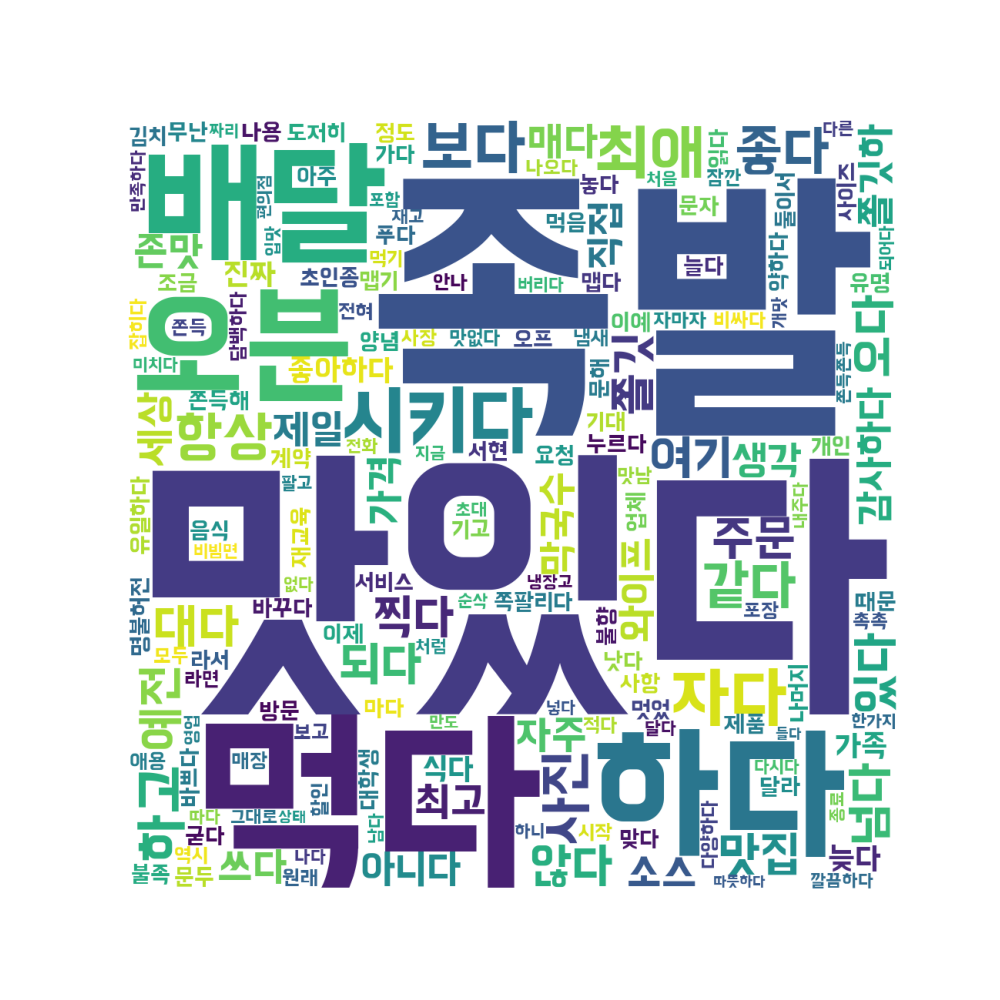 김치
무난
짜리
나용
도저히
정도
보다
매다
최애
좋다
다른
만족하다
배달
편의점
아주
가다
나오다
읽다
잠깐
사이즈
쫄깃하
입맛
포함
재고
푸다
족발
놓다
처음
문자
둘이서
먹음
직접
존맛
진짜
초인종
맵기
먹기
안나
버리다
맵다
늘다
약하다
유명
되어다
조금
잡히다
오븐
쫀득
담백하다
전혀
양념
사장
맛없다
오프
냄새
이예
자마자
비싸다
개맛
오다
미치다
좋아하다
쫄깃
문해
쫀득쫀득
세상
쫀득해
항상
제일
시키다
기대
누르다
여기
생각
개인
감사하다
전화
지금
서현
요청
계약
팔고
가격
맛있다
막국수
업체
맛남
내주다
유일하다
음식
비빔면
재교육
초대
기고
주문
같다
없다
서비스
냉장고
와이프
명불허전
대다
바꾸다
찍다
순삭
쪽팔리다
불향
포장
때문
촉촉
모두
라서
이제
되다
처럼
낫다
사항
자다
있다
라면
예전
방문
마다
만도
넣다
멋었
달다
제품
나머지
한가지
영업
애용
바쁘다
매장
보고
먹다
식다
자주
적다
사진
하다
들다
가족
하고
할인
대학생
최고
다시다
달라
넘다
따다
그대로
상태
남다
하니
시작
맞다
다양하다
맛집
종료
늦다
굳다
역시
불족
문두
쓰다
나다
원래
아니다
않다
소스
따뜻하다
깔끔하다